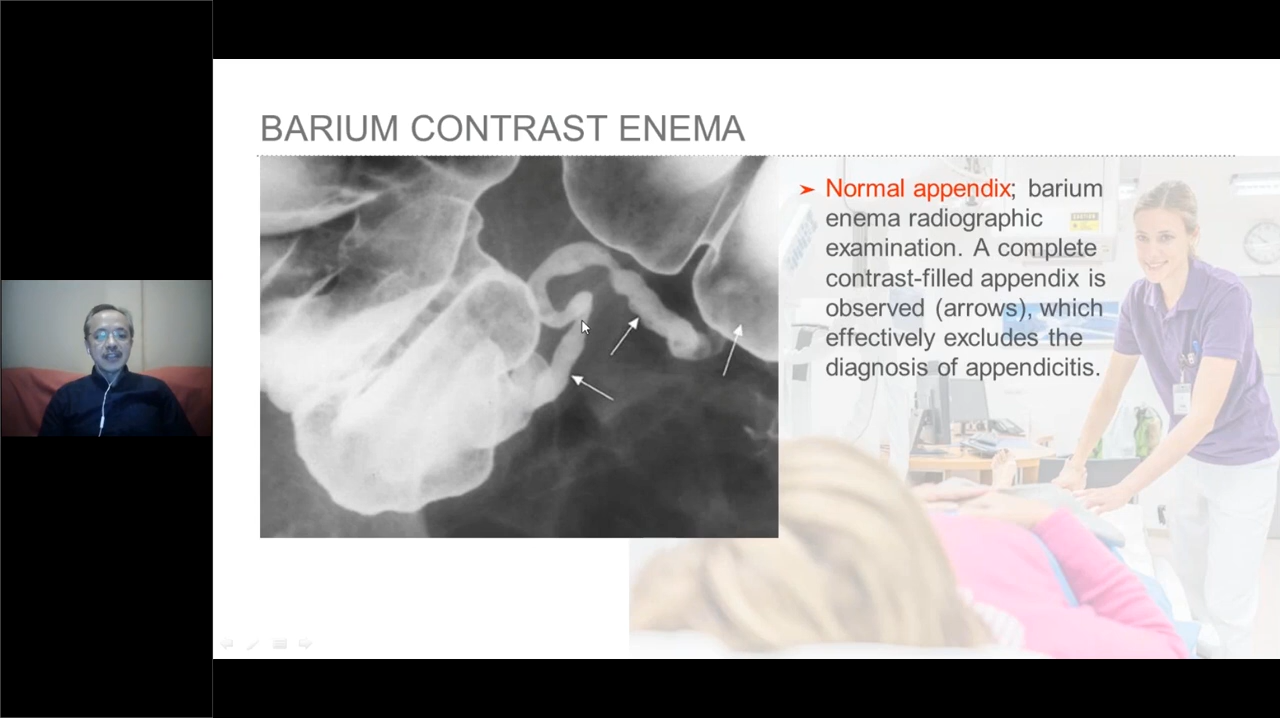 BARIUM CONTRAST ENEMA
➤ Normal appendix; barium
enema radiographic
examination. A complete
contrast-filled appendix is
observed (arrows), which
effectively excludes the
diagnosis of appendicitis.
CAUTION